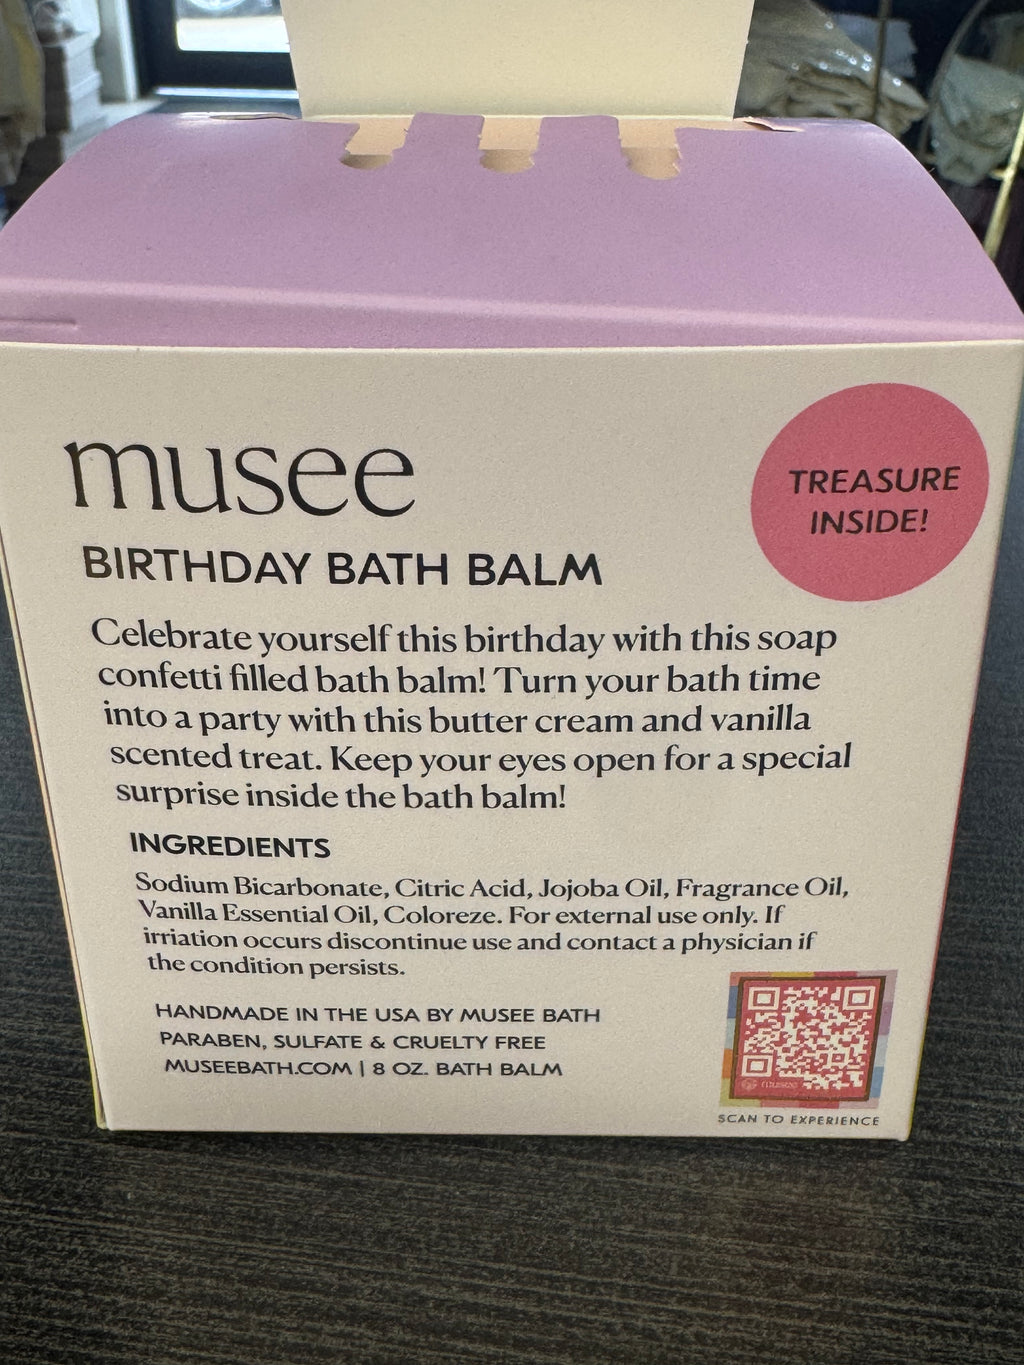 musee
TREASURE
INSIDE!
BIRTHDAY BATH BALM
Celebrate yourself this birthday with this soap
confetti filled bath balm! Turn your bath time
into a party with this butter cream and vanilla
scented treat. Keep your eyes open for a special
surprise inside the bath balm!
INGREDIENTS
Sodium Bicarbonate, Citric Acid, Jojoba Oil, Fragrance Oil,
Vanilla Essential Oil, Coloreze. For external use only. If
irriation occurs discontinue use and contact a physician if
the condition persists.
HANDMADE IN THE USA BY MUSEE BATH
PARABEN, SULFATE & CRUELTY FREE
MUSEEBATH.COM | 8 OZ. BATH BALM
musee
SCAN TO EXPERIENCE